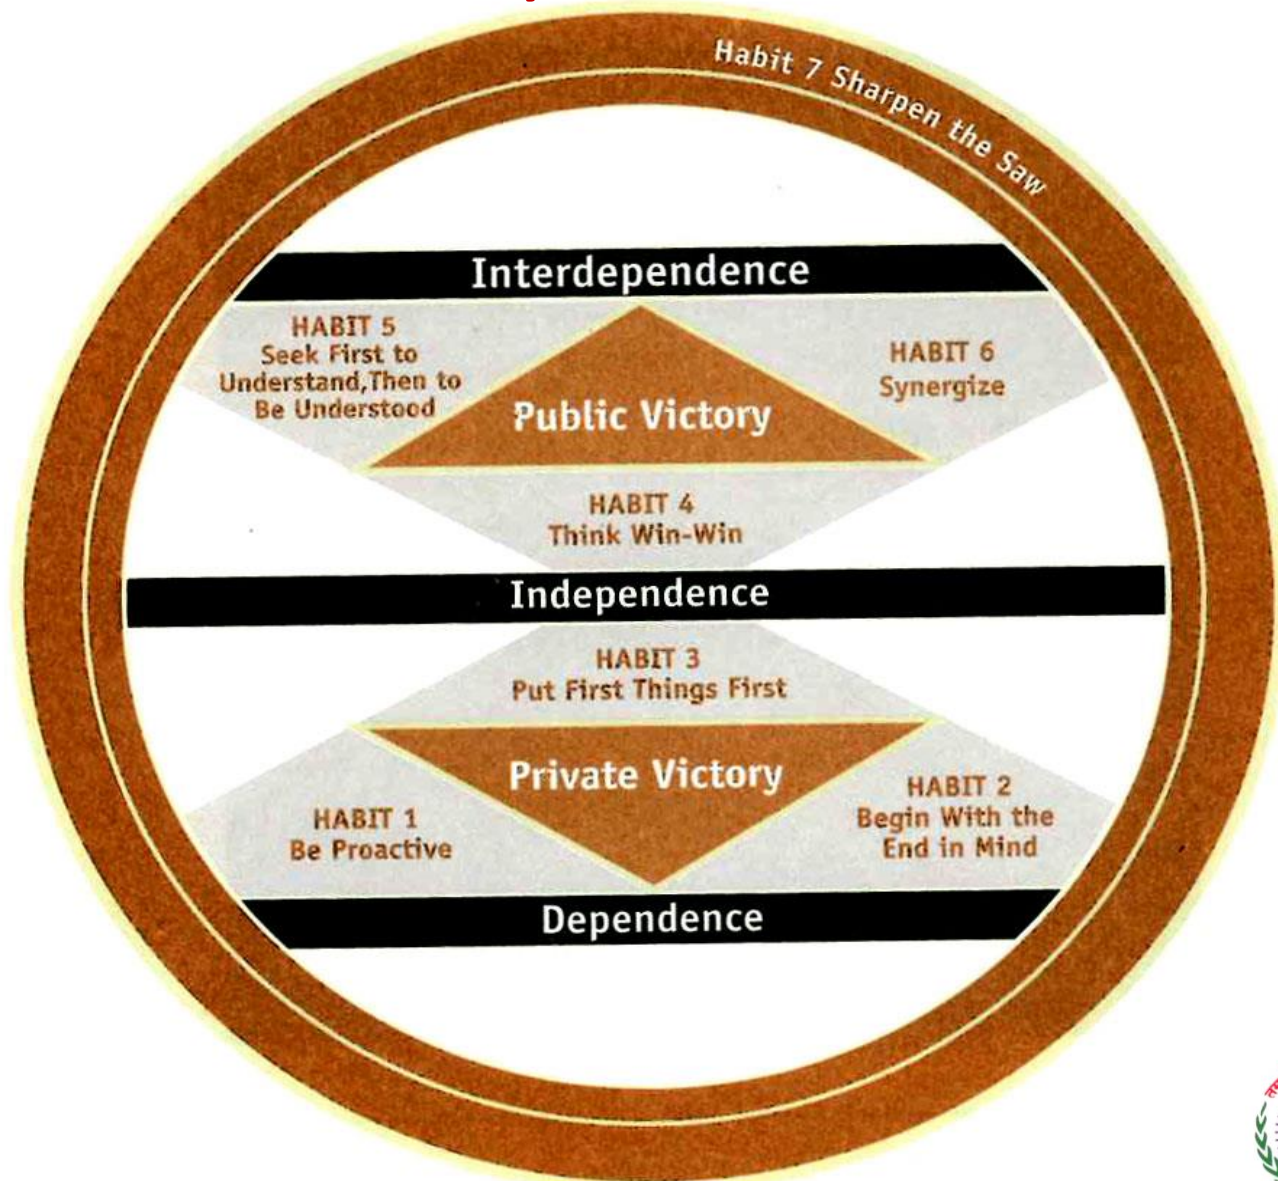 Habit 7 Sharpen the Saw
Interdependence
HABIT 5
Seek First to
Understand,Then to
Be Understood
HABIT 6
Synergize
Public Victory
HABIT 4
Think Win-Win
Independence
HABIT 3
Put First Things First
Private Victory
HABIT 1
Be Proactive
HABIT 2
Begin With the
End in Mind
Dependence